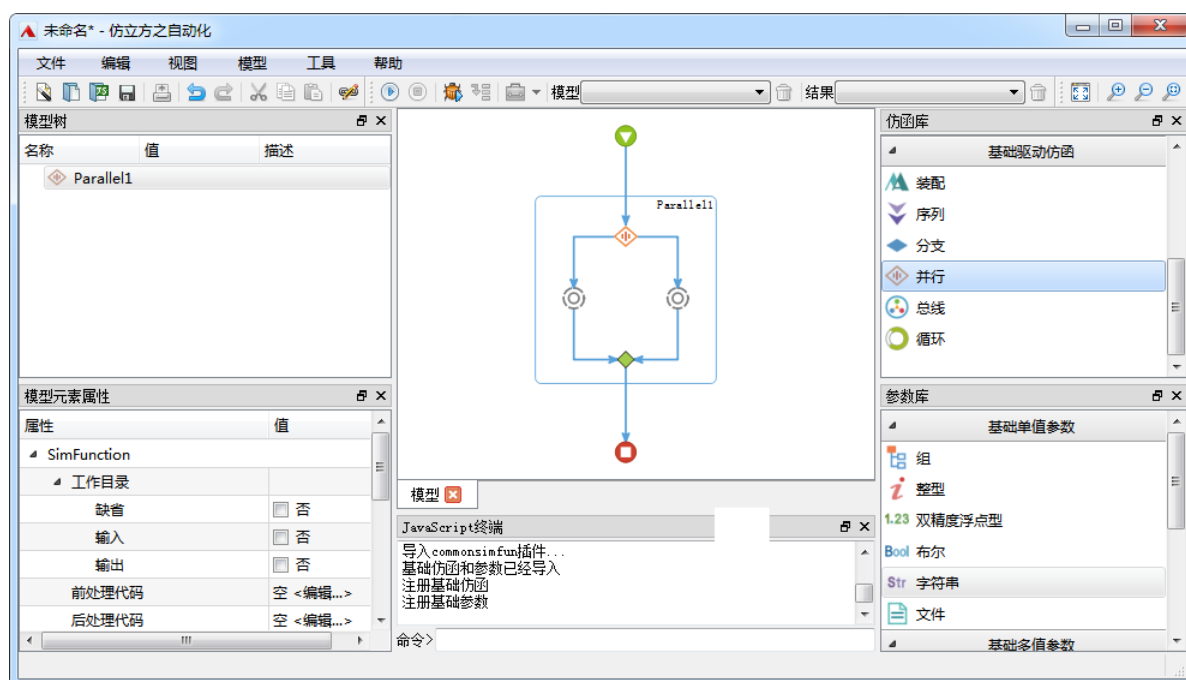 未命名* - 仿立方之自动化
文件 编辑 视图 模型 工具 帮助
模型 结果
模型树
名称 值 描述
Parallel1
Parallel1
仿函库
基础驱动仿函
装配
序列
分支
并行
总线
循环
模型元素属性
属性 值
SimFunction
工作目录
缺省 否
输入 否
输出 否
前处理代码 空 <编辑...>
后处理代码 空 <编辑...>
模型
JavaScript终端
导入commonsimfun插件...
基础仿函和参数已经导入
注册基础仿函
注册基础参数
命令>
参数库
基础单值参数
组
i 整型
1.23 双精度浮点型
Bool 布尔
Str 字符串
文件
基础多值参数